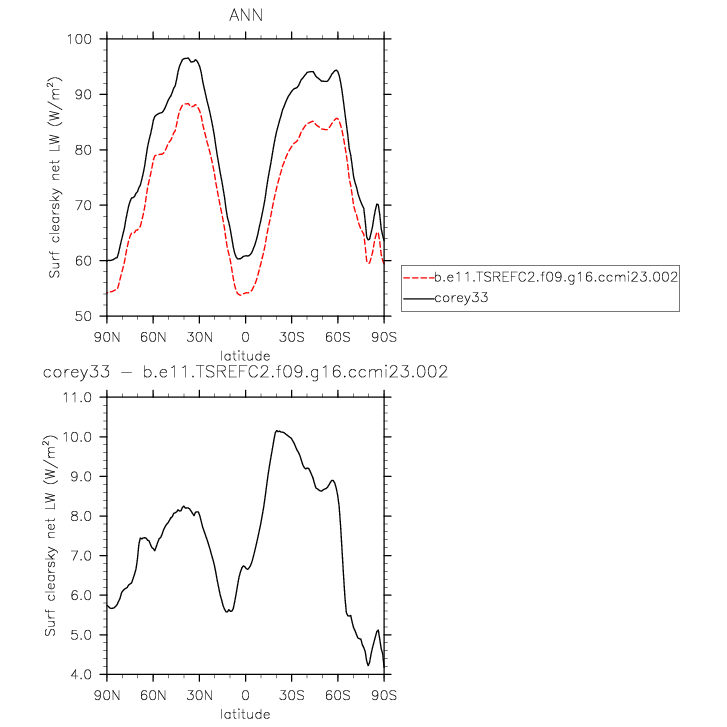 ANN
Surf clearsky net LW (W/m²)
100
90
80
70
60
50
90N 60N 30N 0 30S 60S 90S
latitude
b.e11.TSREFC2.f09.g16.ccmi23.002
corey33
corey33 − b.e11.TSREFC2.f09.g16.ccmi23.002
Surf clearsky net LW (W/m²)
11.0
10.0
9.0
8.0
7.0
6.0
5.0
4.0
90N 60N 30N 0 30S 60S 90S
latitude